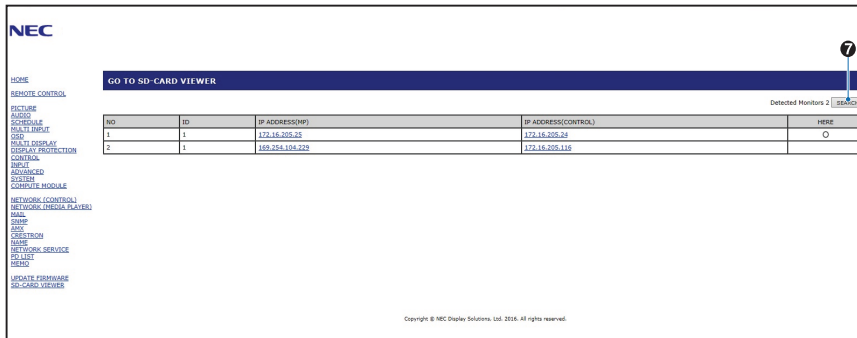 NEC
7
HOME
REMOTE CONTROL
PICTURE
AUDIO
SCHEDULE
MULTI INPUT
OSD
MULTI DISPLAY
DISPLAY PROTECTION
CONTROL
INPUT
ADVANCED
SYSTEM
COMPUTE MODULE
NETWORK (CONTROL)
NETWORK (MEDIA PLAYER)
MAIL
SNMP
AMX
CRESTRON
NAME
NETWORK SERVICE
PD LIST
MEMO
UPDATE FIRMWARE
SD-CARD VIEWER
GO TO SD-CARD VIEWER
Detected Monitors 2 SEARCH
NO ID IP ADDRESS(MP) IP ADDRESS(CONTROL) HERE
1 1 172.16.205.25 172.16.205.24 O
2 1 169.254.104.229 172.16.205.116
Copyright © NEC Display Solutions, Ltd. 2016. All rights reserved.